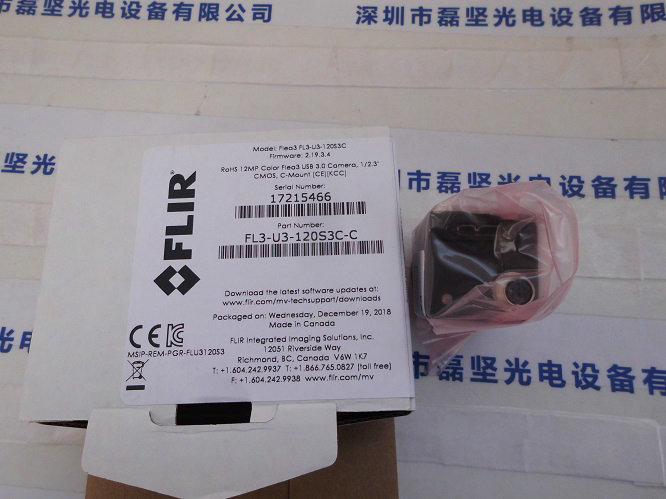 磊坚光电设备有限公司
深圳市磊坚光电设备有限
Model: Flea3 FL3-U3-120S3C
Firmware: 2.19.3.4
RoHS 12MP Color Flea3 USB 3.0 Camera, 1/2.3"
CMOS, C-Mount (CE)(KCC)
Serial Number:
17215466
Part Number:
FL3-U3-120S3C-C
FLIR
Download the latest software updates at:
www.flir.com/mv-techsupport/downloads
Packaged on: Wednesday, December 19, 2018
Made in Canada
CE
MSIP-REM-PGR-FLU3120S3
FLIR Integrated Imaging Solutions, Inc.
12051 Riverside Way
Richmond, BC, Canada V6W 1K7
T: +1.604.242.9937 T: +1.866.765.0827 (toll free)
F: +1.604.242.9938 www.flir.com/mv
市磊坚光
圳市磊坚光电设
市磊坚光电设备有限